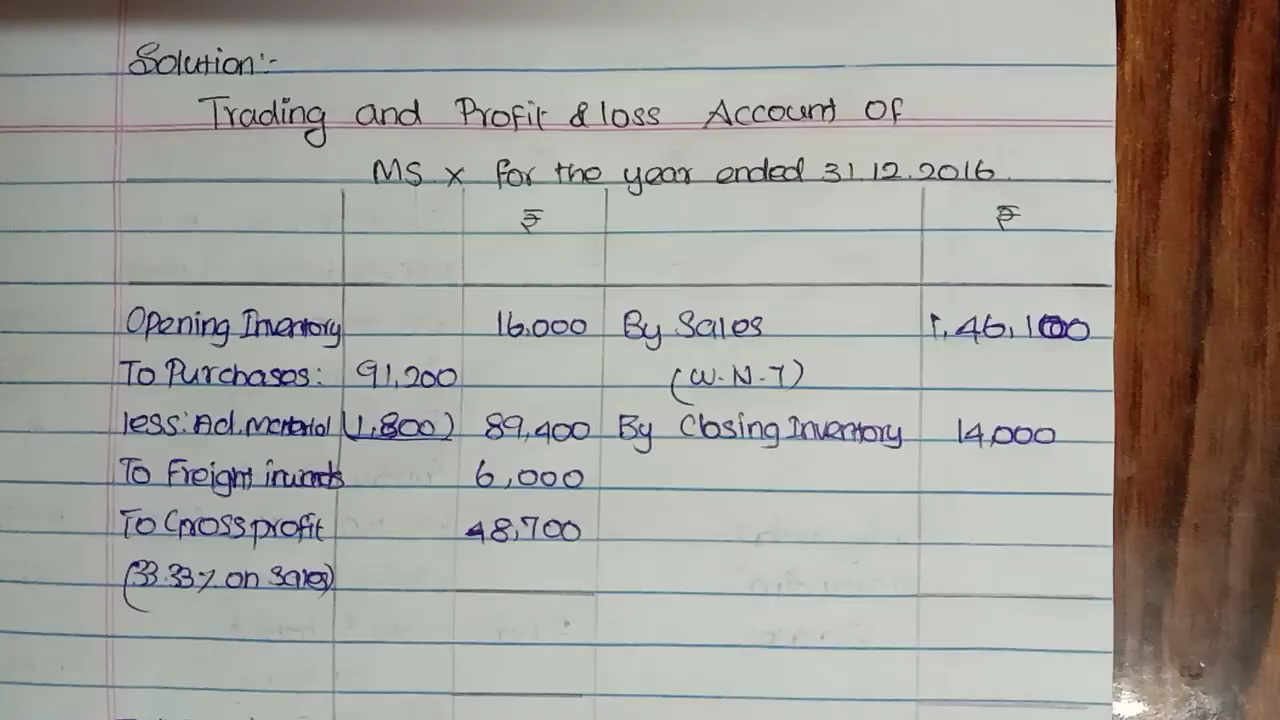 Solution:-
Trading and Profit & loss Account of
MS x for the year ended 31.12.2016
₹ ₹
Opening Inventory 16,000 By Sales 1,46,100
To Purchases: 91,200 (W.N-1)
less: Ad. Material (1,800) 89,400 By Closing Inventory 14,000
To Freight inwards 6,000
To Gross profit 48,700
(33.33% on Sales)